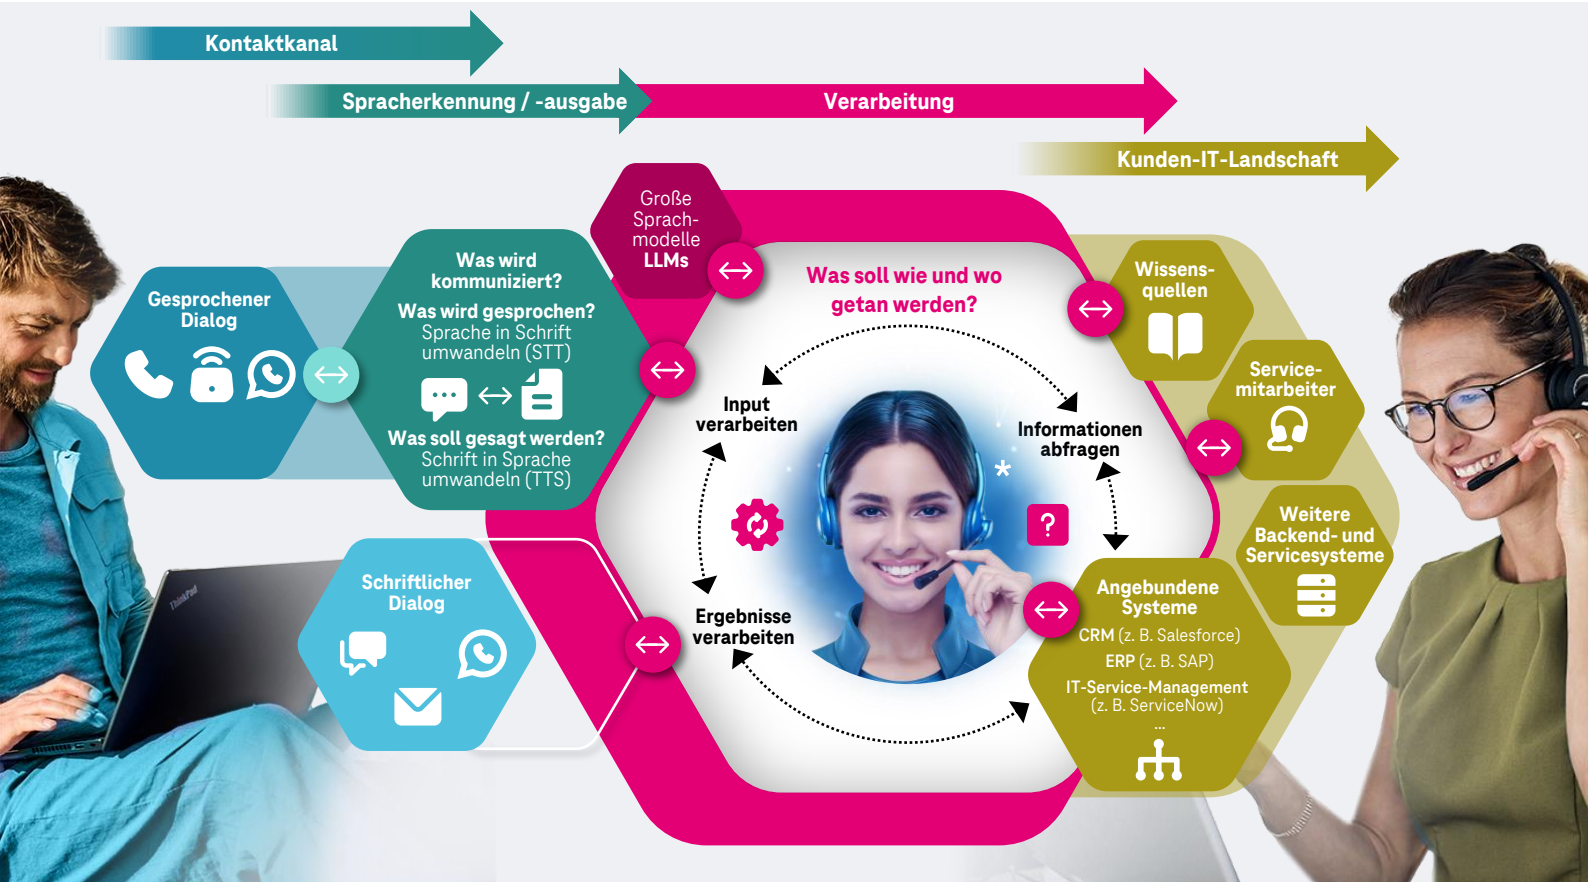 Kontaktkanal
Spracherkennung / -ausgabe
Verarbeitung
Kunden-IT-Landschaft
Große
Sprach-
modelle
LLMs
Gesprochener
Dialog
Was wird
kommuniziert?
Was wird gesprochen?
Sprache in Schrift
umwandeln (STT)
Was soll gesagt werden?
Schrift in Sprache
umwandeln (TTS)
Schriftlicher
Dialog
Was soll wie und wo
getan werden?
Input
verarbeiten
Informationen
abfragen
*
?
Ergebnisse
verarbeiten
Wissens-
quellen
Service-
mitarbeiter
Weitere
Backend- und
Servicesysteme
Angebundene
Systeme
CRM (z. B. Salesforce)
ERP (z. B. SAP)
IT-Service-Management
(z. B. ServiceNow)
...
ThinkPad